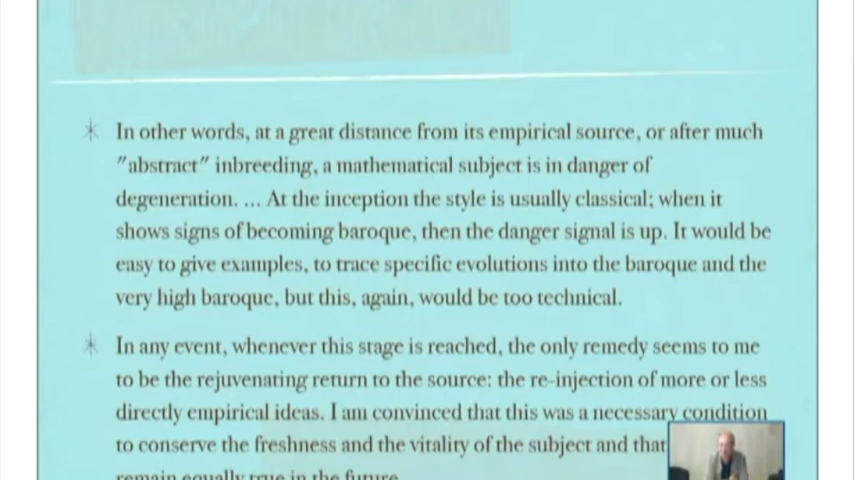 In other words, at a great distance from its empirical source, or after much
"abstract" inbreeding, a mathematical subject is in danger of
degeneration. ... At the inception the style is usually classical; when it
shows signs of becoming baroque, then the danger signal is up. It would be
easy to give examples, to trace specific evolutions into the baroque and the
very high baroque, but this, again, would be too technical.
In any event, whenever this stage is reached, the only remedy seems to me
to be the rejuvenating return to the source: the re-injection of more or less
directly empirical ideas. I am convinced that this was a necessary condition
to conserve the freshness and the vitality of the subject and that
remain equally true in the future